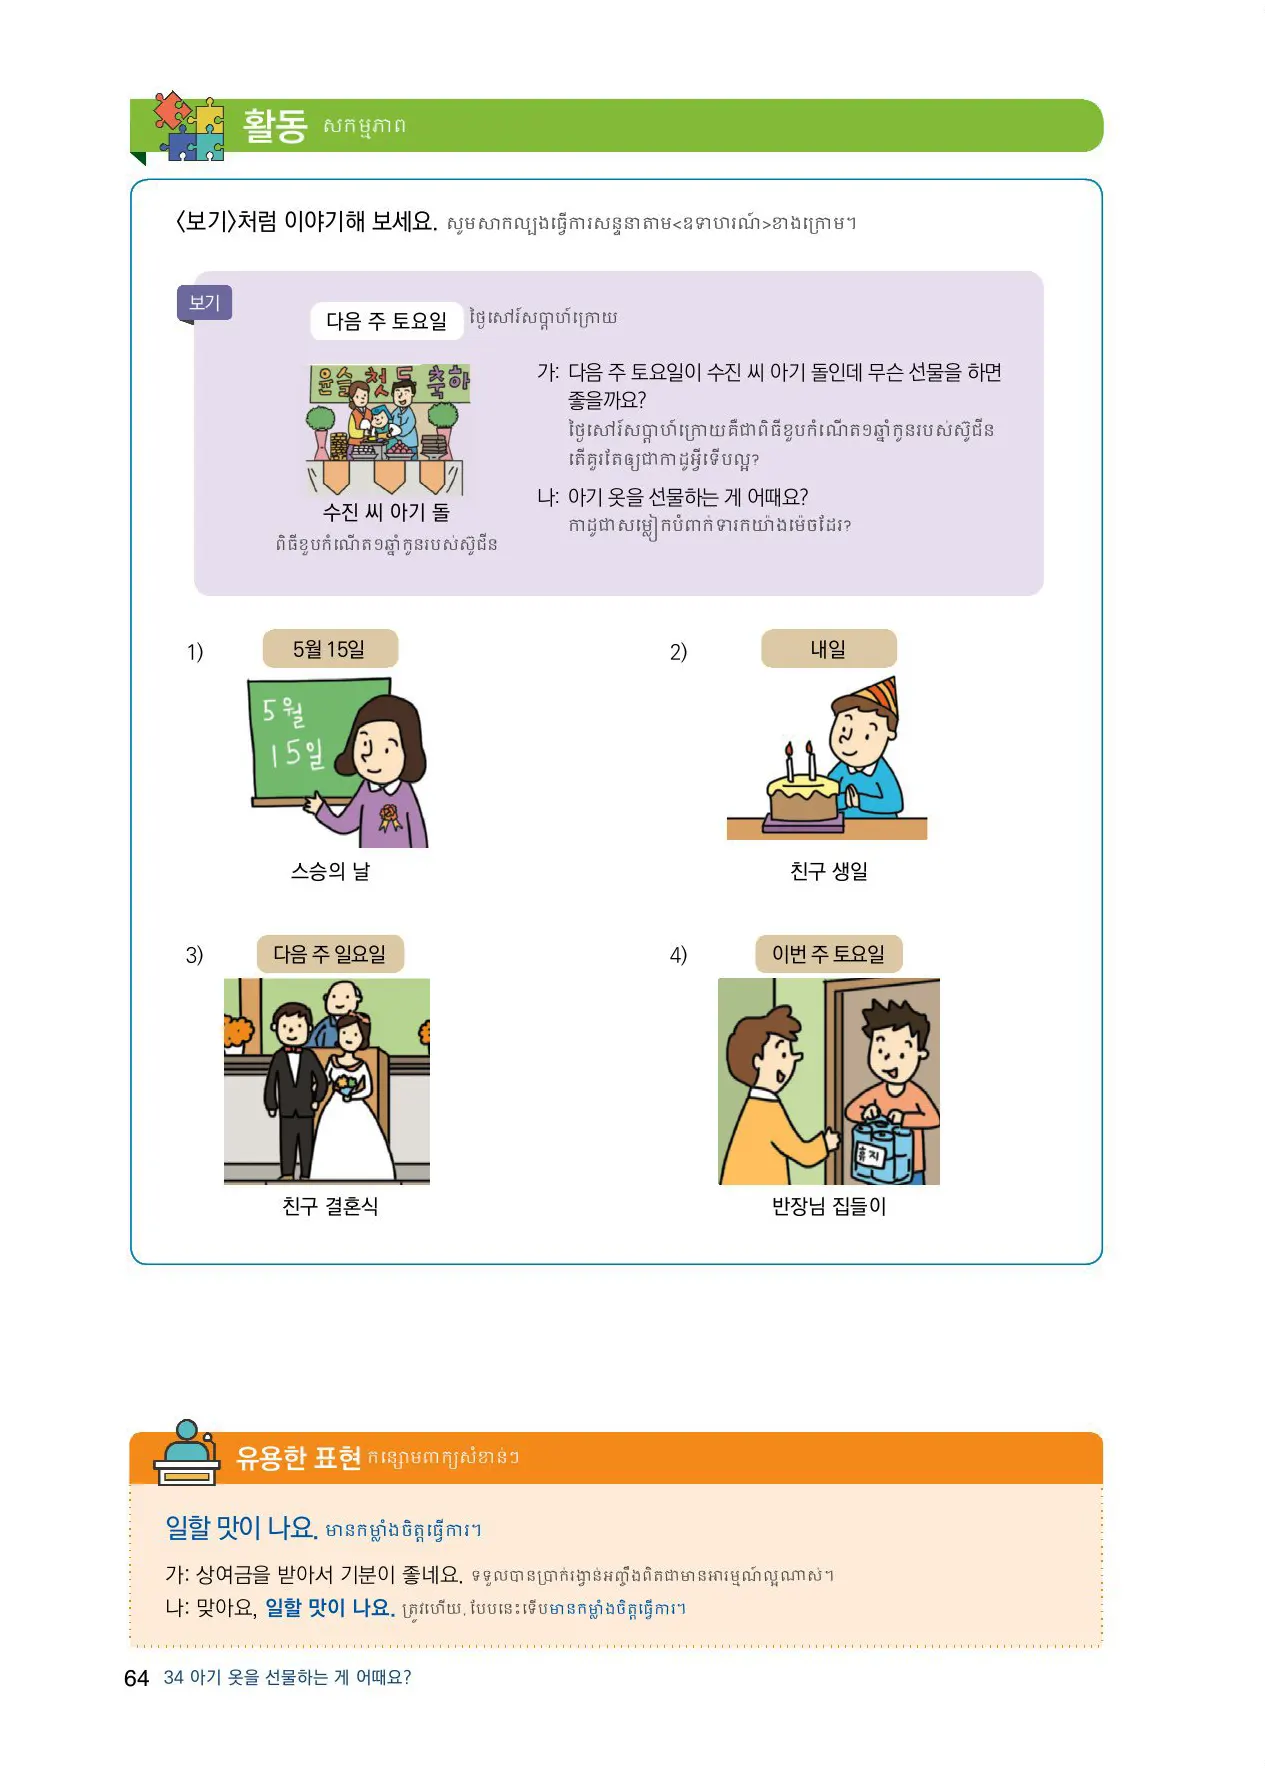 활동 សកម្មភាព
<보기>처럼 이야기해 보세요. សូមសាកល្បងធ្វើការសន្ទនាតាម<ឧទាហរណ៍>ខាងក្រោម។
보기
다음 주 토요일 ថ្ងៃសៅរ៍សប្តាហ៍ក្រោយ
윤슬 첫돌 축하
가: 다음 주 토요일이 수진 씨 아기 돌인데 무슨 선물을 하면
좋을까요?
ថ្ងៃសៅរ៍សប្តាហ៍ក្រោយគឺជាពិធីខួបកំណើត១ឆ្នាំកូនរបស់ស៊ូជីន
តើគួរតែឲ្យជាកាដូអ្វីទើបល្អ?
나: 아기 옷을 선물하는 게 어때요?
កាដូជាសម្លៀកបំពាក់ទារកយ៉ាងម៉េចដែរ?
수진 씨 아기 돌
ពិធីខួបកំណើត១ឆ្នាំកូនរបស់ស៊ូជីន
1) 5월 15일
5월
15일
스승의 날
2) 내일
친구 생일
3) 다음 주 일요일
친구 결혼식
4) 이번 주 토요일
휴지
반장님 집들이
유용한 표현 កន្សោមពាក្យសំខាន់ៗ
일할 맛이 나요. មានកម្លាំងចិត្តធ្វើការ។
가: 상여금을 받아서 기분이 좋네요. ទទួលបានប្រាក់រង្វាន់អញ្ចឹងពិតជាមានអារម្មណ៍ល្អណាស់។
나: 맞아요, 일할 맛이 나요. ត្រូវហើយ, បែបនេះទើបមានកម្លាំងចិត្តធ្វើការ។
64 34 아기 옷을 선물하는 게 어때요?